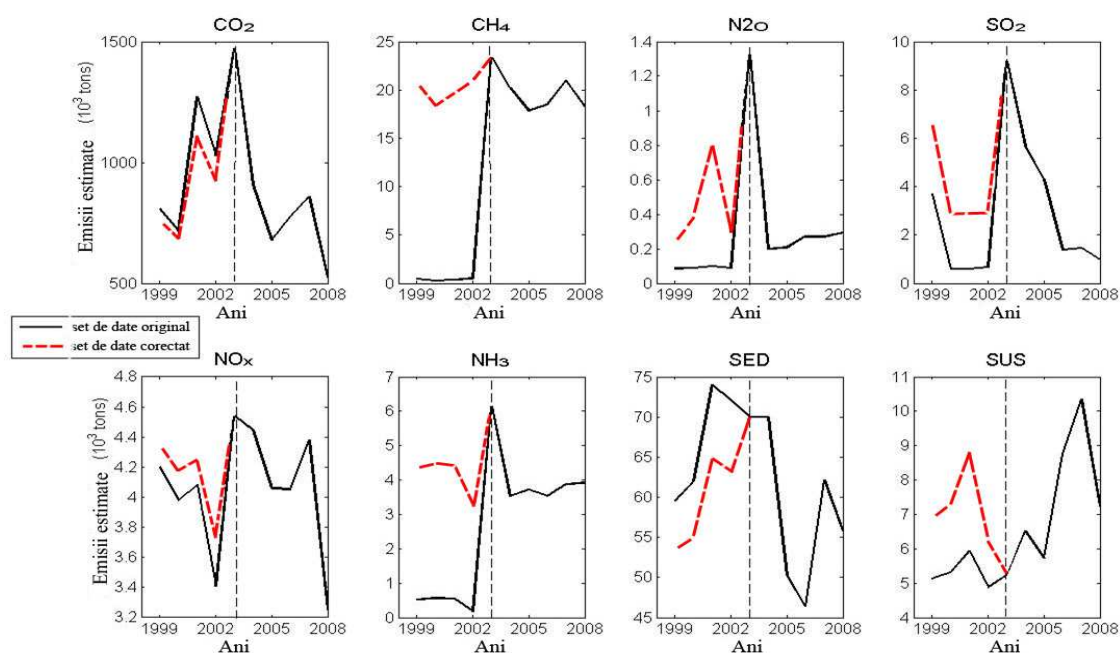 CO₂
CH₄
N2O
SO₂
Emisii estimate (10³ tons)
1500
1000
500
25
20
15
10
5
0
1.4
1.2
1
0.8
0.6
0.4
0.2
0
10
8
6
4
2
0
1999 2002 2005 2008
1999 2002 2005 2008
1999 2002 2005 2008
1999 2002 2005 2008
Ani
Ani
Ani
Ani
set de date original
set de date corectat
NOₓ
NH₃
SED
SUS
Emisii estimate (10³ tons)
4.8
4.6
4.4
4.2
4
3.8
3.6
3.4
3.2
7
6
5
4
3
2
1
0
75
70
65
60
55
50
45
11
10
9
8
7
6
5
4
1999 2002 2005 2008
1999 2002 2005 2008
1999 2002 2005 2008
1999 2002 2005 2008
Ani
Ani
Ani
Ani